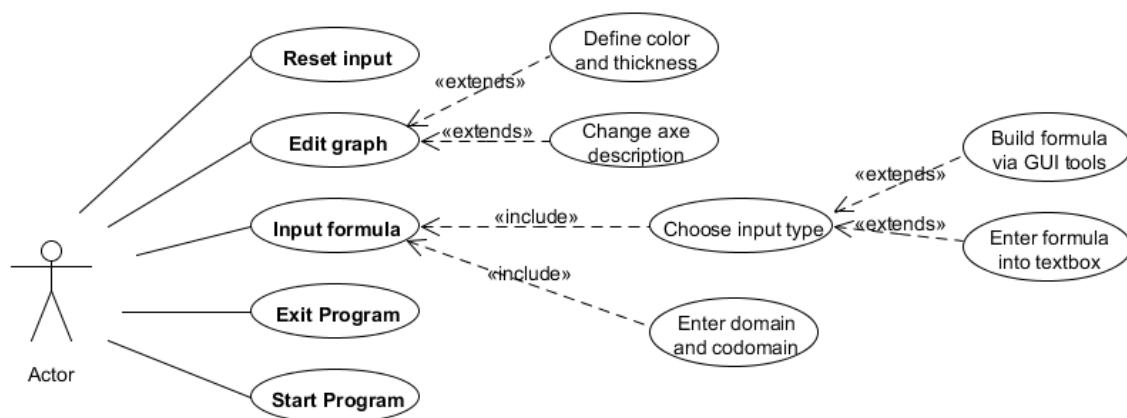 Reset input
Define color
and thickness
«extends»
Edit graph
«extends»
Change axe
description
Build formula
via GUI tools
«extends»
Input formula
«include»
Choose input type
«extends»
Enter formula
into textbox
«include»
Exit Program
Enter domain
and codomain
Actor
Start Program